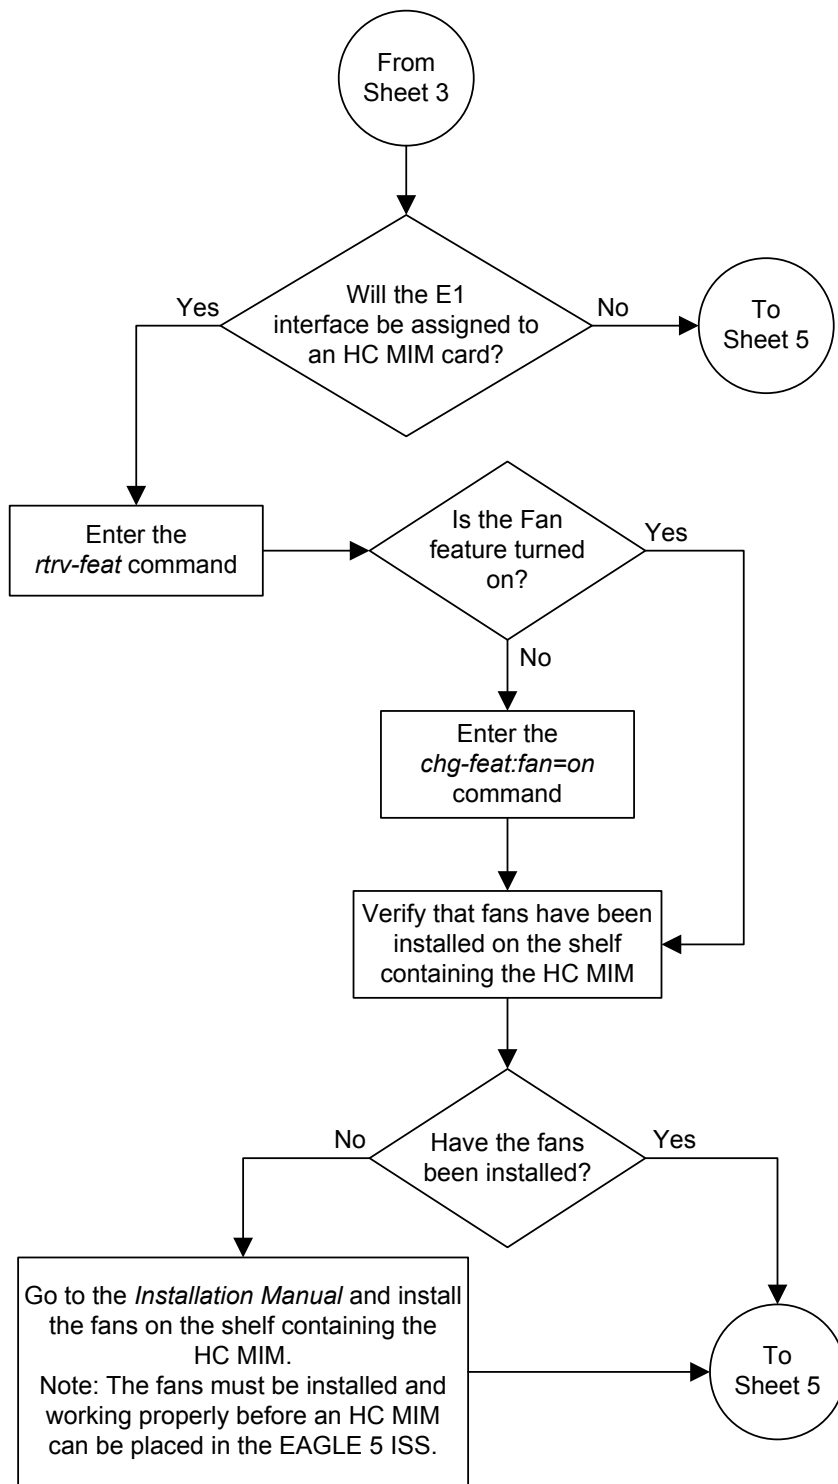 From
Sheet 3
Will the E1
interface be assigned to
an HC MIM card?
Yes
No
To
Sheet 5
Enter the
rtrv-feat command
Is the Fan
feature turned
on?
Yes
No
Enter the
chg-feat:fan=on
command
Verify that fans have been
installed on the shelf
containing the HC MIM
Have the fans
been installed?
No
Yes
Go to the Installation Manual and install
the fans on the shelf containing the
HC MIM.
Note: The fans must be installed and
working properly before an HC MIM
can be placed in the EAGLE 5 ISS.
To
Sheet 5